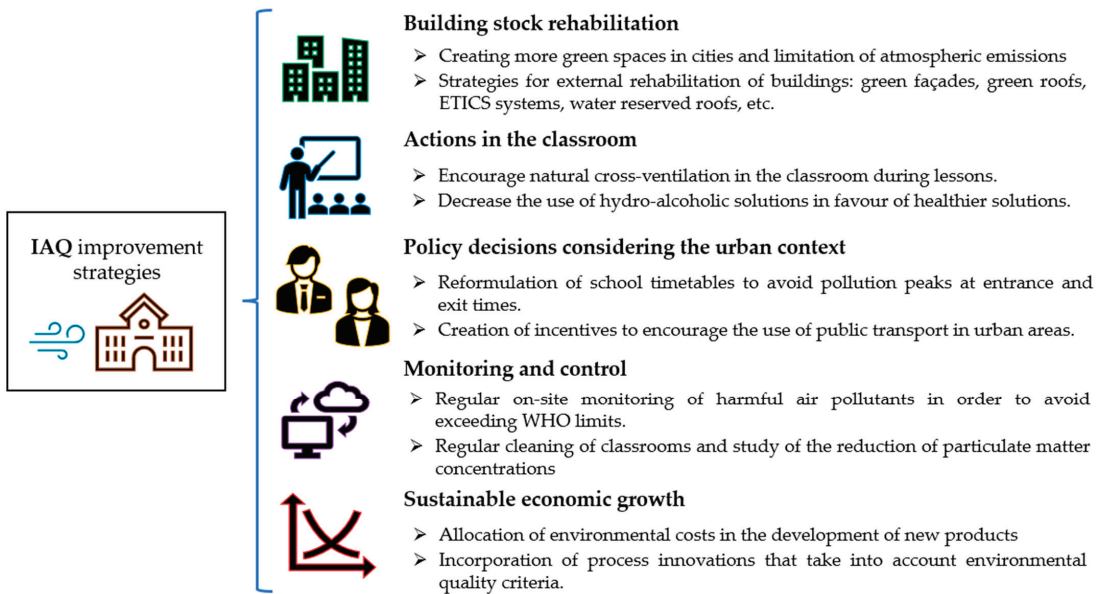 IAQ improvement
strategies
Building stock rehabilitation
➢ Creating more green spaces in cities and limitation of atmospheric emissions
➢ Strategies for external rehabilitation of buildings: green façades, green roofs,
ETICS systems, water reserved roofs, etc.
Actions in the classroom
➢ Encourage natural cross-ventilation in the classroom during lessons.
➢ Decrease the use of hydro-alcoholic solutions in favour of healthier solutions.
Policy decisions considering the urban context
➢ Reformulation of school timetables to avoid pollution peaks at entrance and
exit times.
➢ Creation of incentives to encourage the use of public transport in urban areas.
Monitoring and control
➢ Regular on-site monitoring of harmful air pollutants in order to avoid
exceeding WHO limits.
➢ Regular cleaning of classrooms and study of the reduction of particulate matter
concentrations
Sustainable economic growth
➢ Allocation of environmental costs in the development of new products
➢ Incorporation of process innovations that take into account environmental
quality criteria.